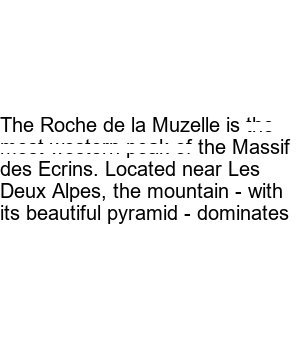 The Roche de la Muzelle is
the Massif
des Ecrins. Located near Les
Deux Alpes, the mountain - with
its beautiful pyramid - dominates